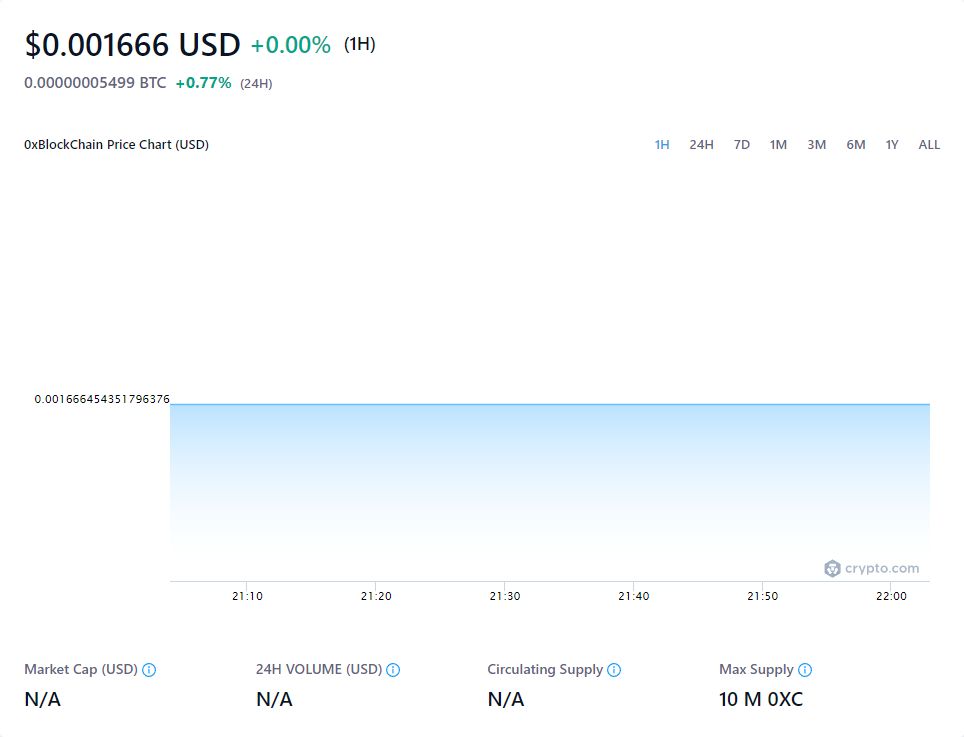 $0.001666 USD +0.00% (1H)
0.00000005499 BTC +0.77% (24H)
0xBlockChain Price Chart (USD)
1H 24H 7D 1M 3M 6M 1Y ALL
0.001666454351796376
crypto.com
21:10 21:20 21:30 21:40 21:50 22:00
Market Cap (USD) 24H VOLUME (USD) Circulating Supply Max Supply
N/A N/A N/A 10 M 0XC